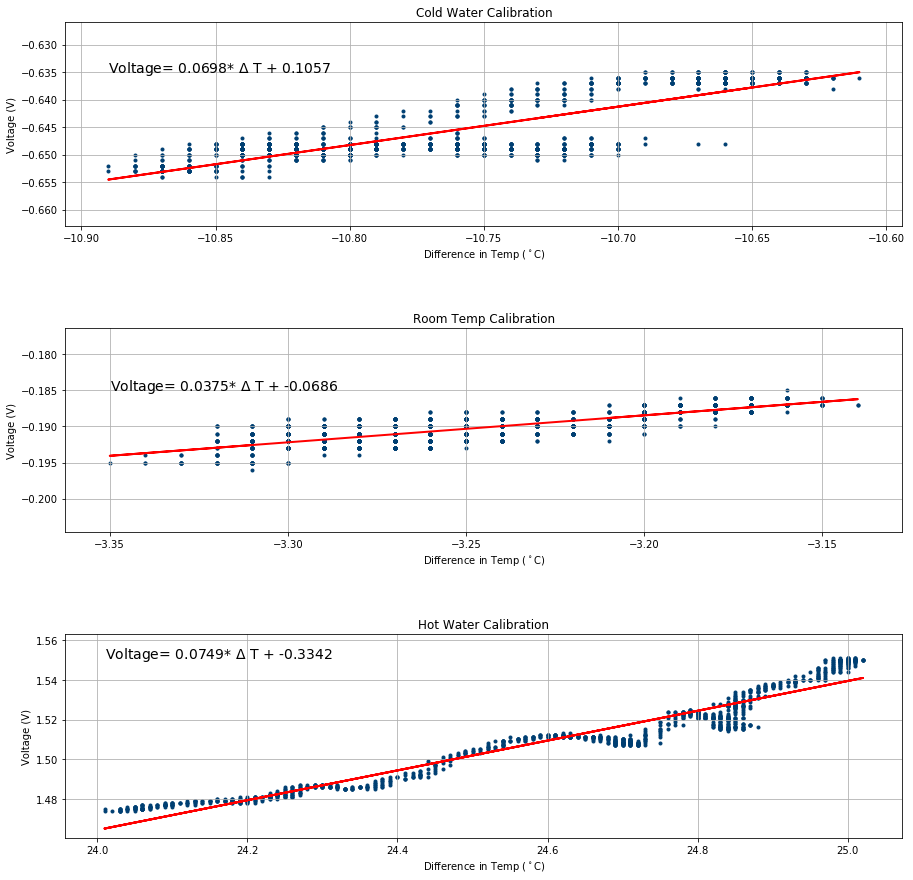 Cold Water Calibration
Voltage= 0.0698* Δ T + 0.1057
Voltage (V)
−0.630
−0.635
−0.640
−0.645
−0.650
−0.655
−0.660
−10.90 −10.85 −10.80 −10.75 −10.70 −10.65 −10.60
Difference in Temp (°C)
Room Temp Calibration
Voltage= 0.0375* Δ T + -0.0686
Voltage (V)
−0.180
−0.185
−0.190
−0.195
−0.200
−3.35 −3.30 −3.25 −3.20 −3.15
Difference in Temp (°C)
Hot Water Calibration
Voltage= 0.0749* Δ T + -0.3342
Voltage (V)
1.56
1.54
1.52
1.50
1.48
24.0 24.2 24.4 24.6 24.8 25.0
Difference in Temp (°C)